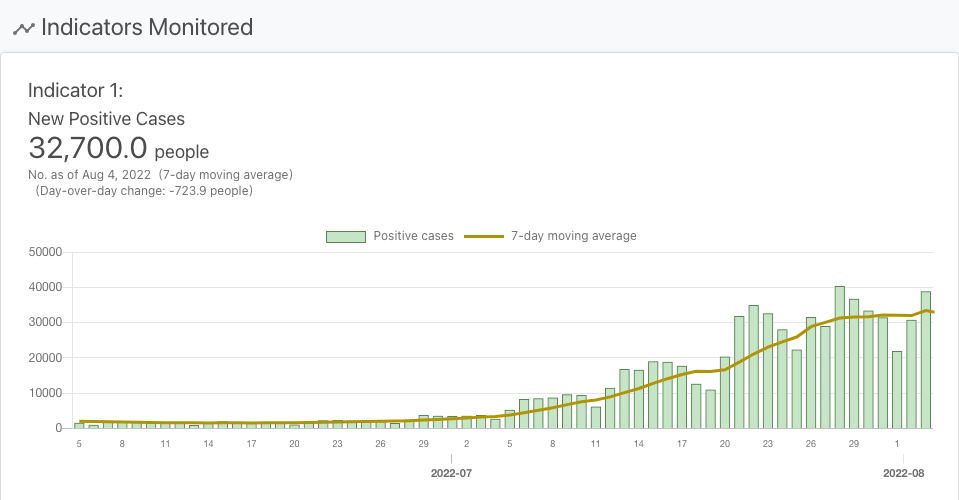 Indicators Monitored
Indicator 1:
New Positive Cases
32,700.0 people
No. as of Aug 4, 2022 (7-day moving average)
(Day-over-day change: -723.9 people)
Positive cases 7-day moving average
50000
40000
30000
20000
10000
0
5 8 11 14 17 20 23 26 29 2 5 8 11 14 17 20 23 26 29 1
2022-07 2022-08